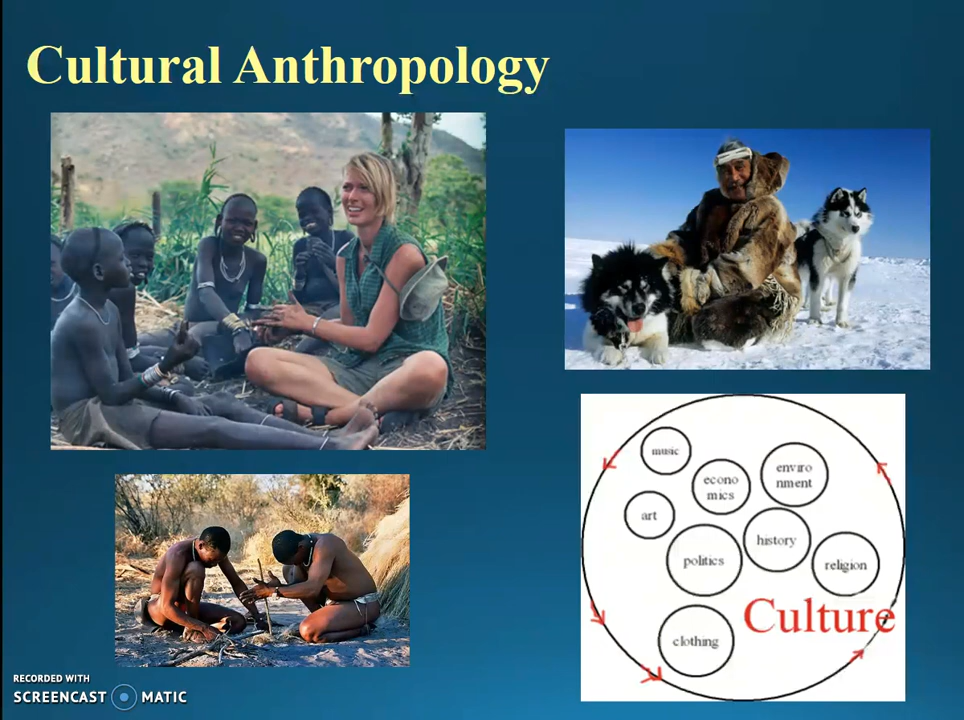 Cultural Anthropology
music
econo
mics
enviro
nment
art
politics
history
religion
Culture
clothing
RECORDED WITH
SCREENCAST MATIC